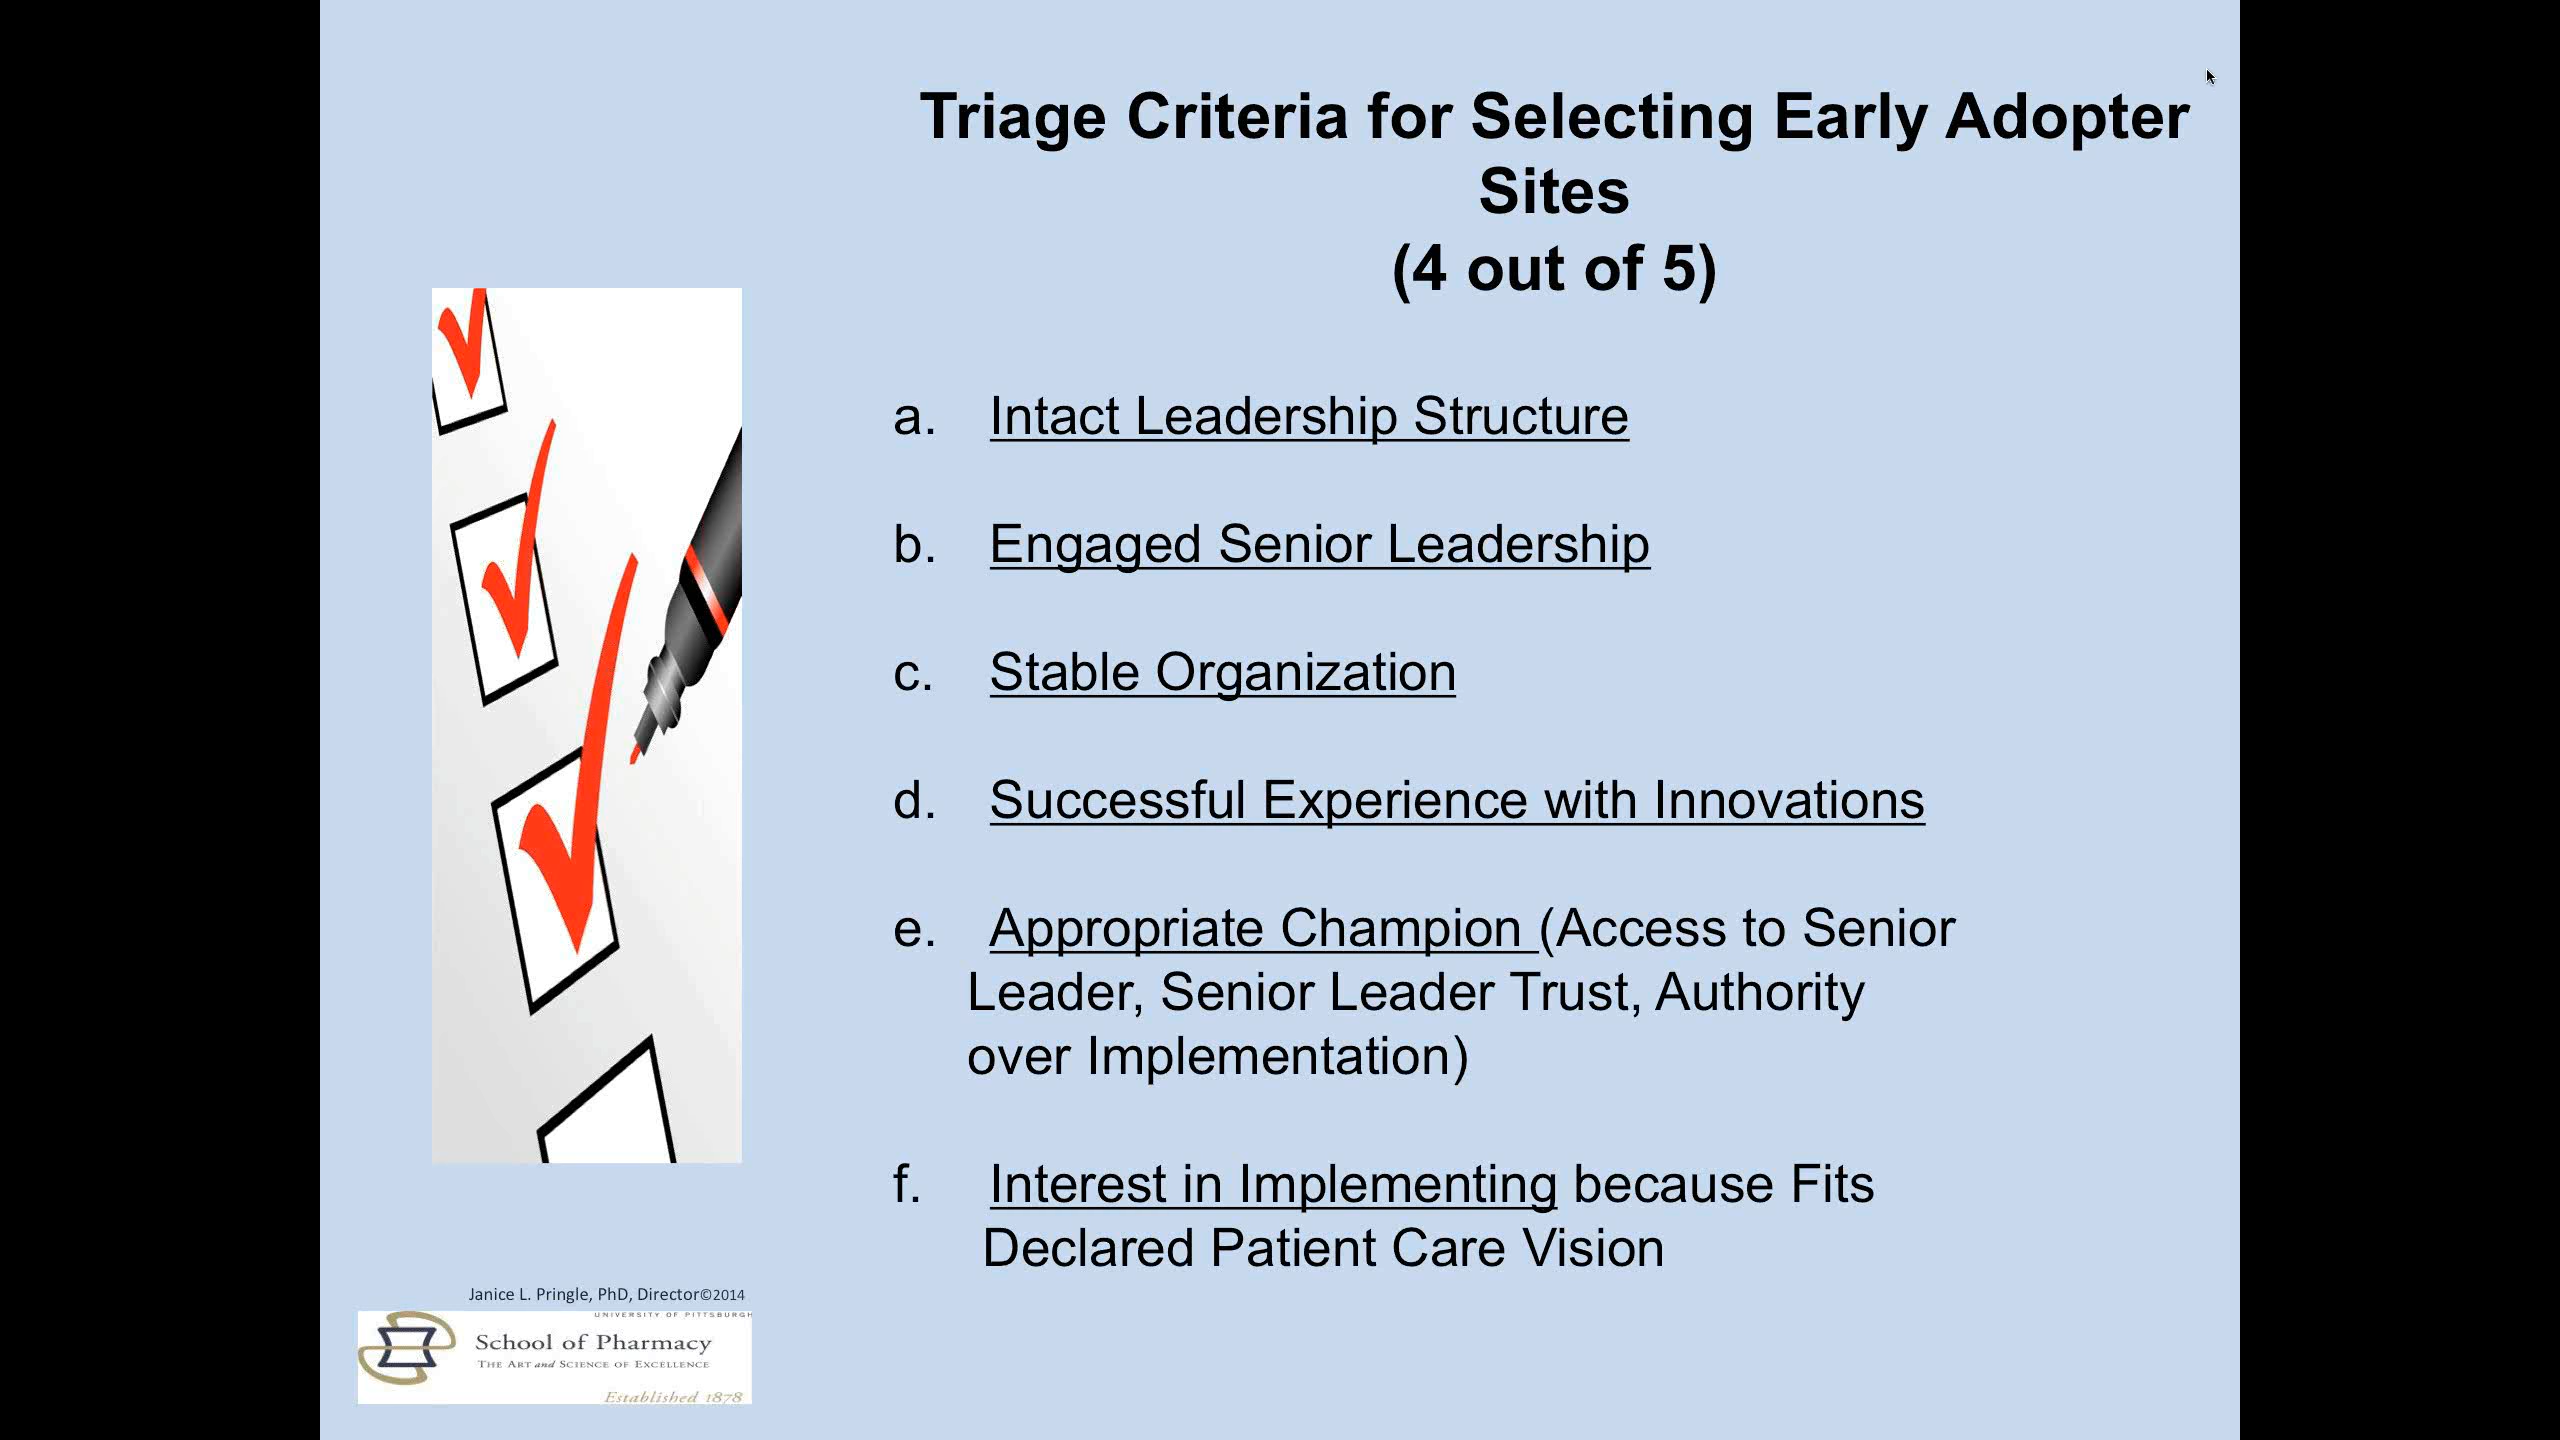 Triage Criteria for Selecting Early Adopter
Sites
(4 out of 5)
a. Intact Leadership Structure
b. Engaged Senior Leadership
c. Stable Organization
d. Successful Experience with Innovations
e. Appropriate Champion (Access to Senior
Leader, Senior Leader Trust, Authority
over Implementation)
f. Interest in Implementing because Fits
Declared Patient Care Vision
Janice L. Pringle, PhD, Director©2014
UNIVERSITY OF PITTSBURGH
School of Pharmacy
THE ART and SCIENCE OF EXCELLENCE
Established 1878